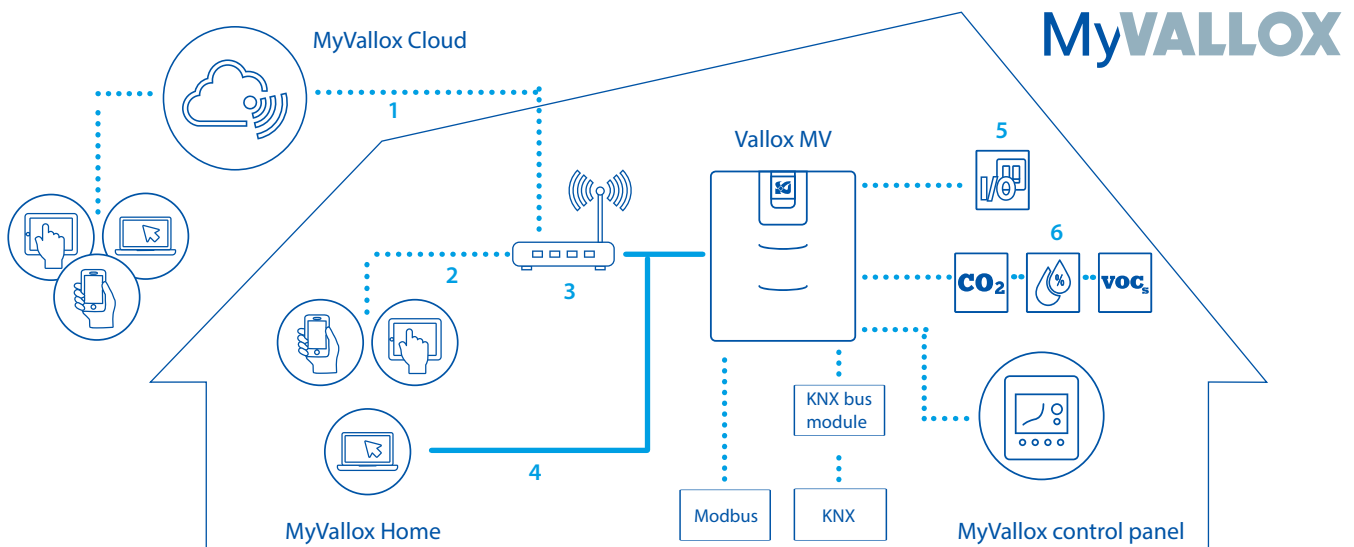 MyVALLOX
MyVallox Cloud
1
Vallox MV
5
I/O
2
3
6
CO₂
%
VOCs
KNX bus
module
4
Modbus
KNX
MyVallox Home
MyVallox control panel